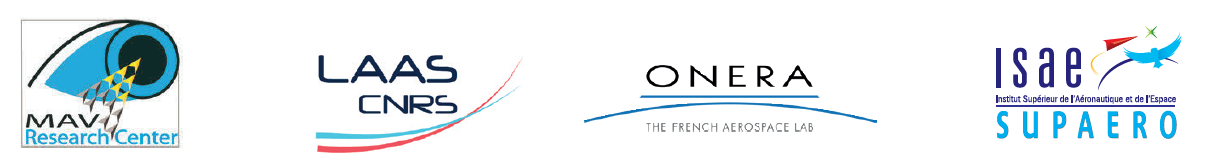 MAV
Research Center
LAAS
CNRS
ONERA
THE FRENCH AEROSPACE LAB
ISae
Institut Supérieur de l'Aéronautique et de l'Espace
SUPAERO